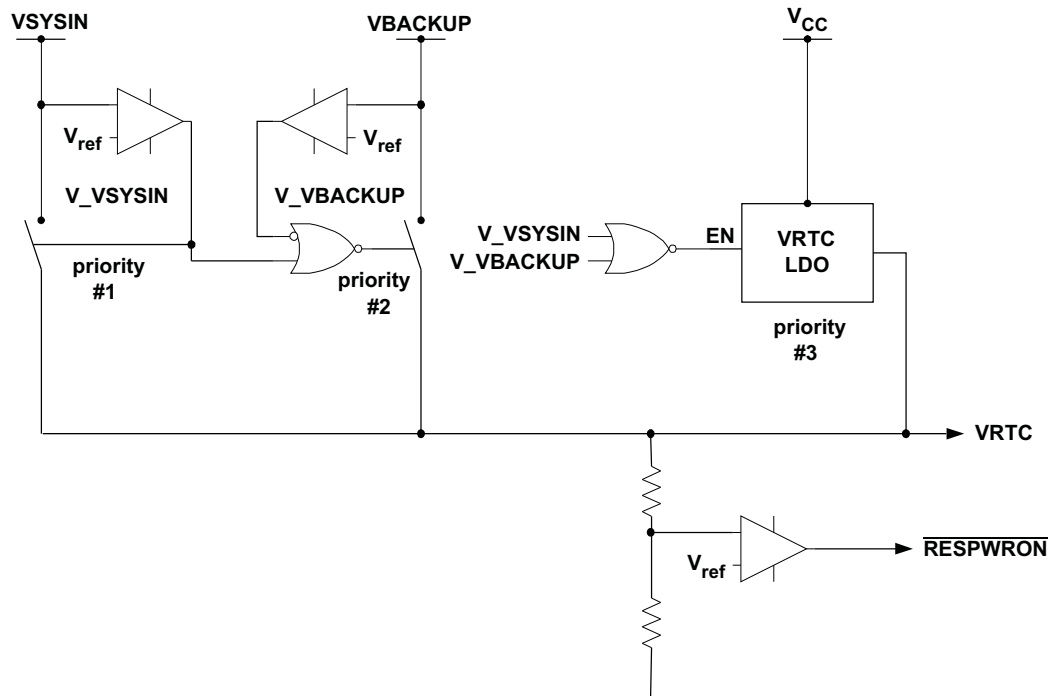 VSYSIN
VBACKUP
VCC
Vref
Vref
V_VSYSIN
V_VBACKUP
priority
#1
priority
#2
V_VSYSIN
V_VBACKUP
EN
VRTC
LDO
priority
#3
VRTC
Vref
RESPWRON